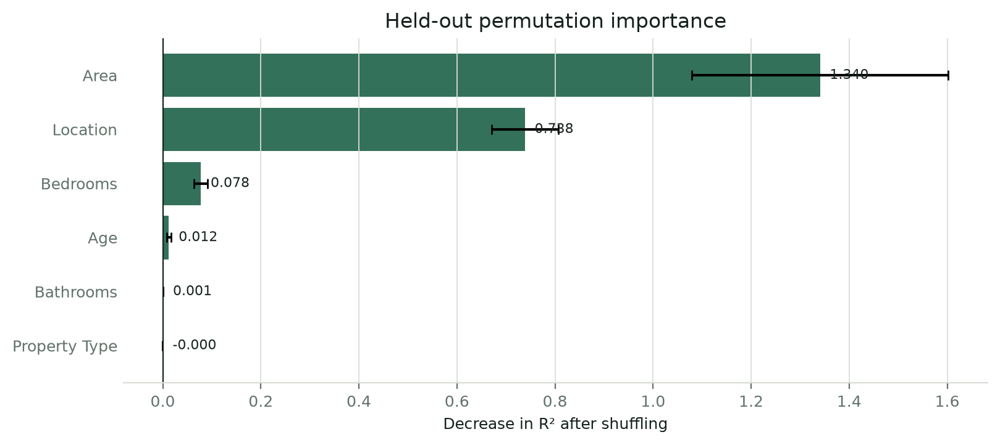 Held-out permutation importance
Area
1.340
Location
0.738
Bedrooms
0.078
Age
0.012
Bathrooms
0.001
Property Type
-0.000
0.0 0.2 0.4 0.6 0.8 1.0 1.2 1.4 1.6
Decrease in R² after shuffling